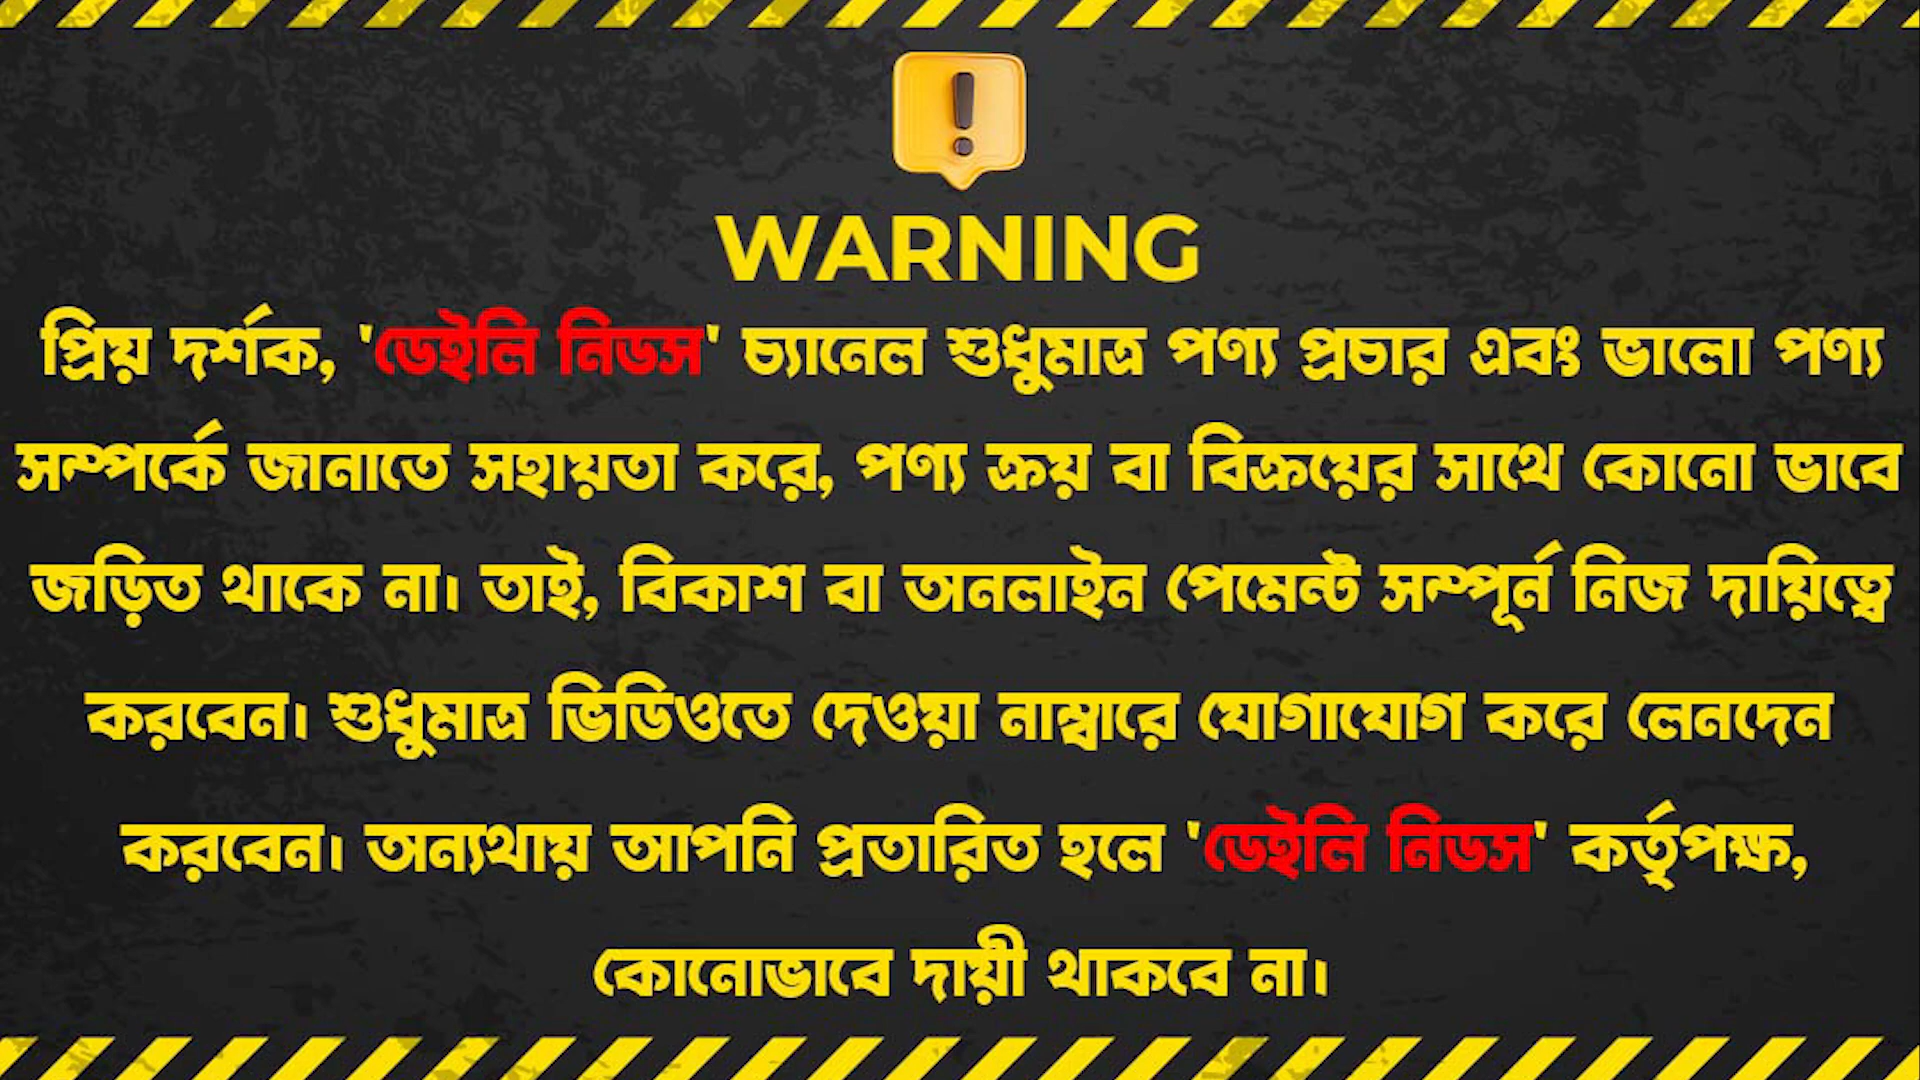 WARNING
প্রিয় দর্শক, 'ডেইলি নিডস' চ্যানেল শুধুমাত্র পণ্য প্রচার এবং ভালো পণ্য
সম্পর্কে জানাতে সহায়তা করে, পণ্য ক্রয় বা বিক্রয়ের সাথে কোনো ভাবে
জড়িত থাকে না। তাই, বিকাশ বা অনলাইন পেমেন্ট সম্পূর্ন নিজ দায়িত্বে
করবেন। শুধুমাত্র ভিডিওতে দেওয়া নাম্বারে যোগাযোগ করে লেনদেন
করবেন। অন্যথায় আপনি প্রতারিত হলে 'ডেইলি নিডস' কর্তৃপক্ষ,
কোনোভাবে দায়ী থাকবে না।